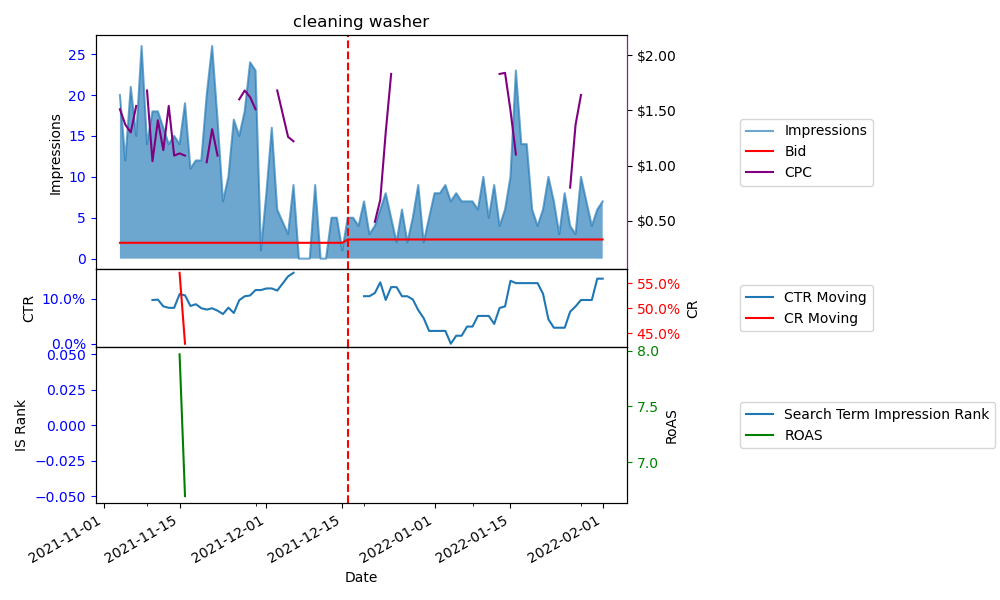 cleaning washer
25
20
15
10
5
0
Impressions
$2.00
$1.50
$1.00
$0.50
Impressions
Bid
CPC
10.0%
0.0%
CTR
55.0%
50.0%
45.0%
CR
CTR Moving
CR Moving
0.050
0.025
0.000
−0.025
−0.050
IS Rank
8.0
7.5
7.0
RoAS
Search Term Impression Rank
ROAS
2021-11-01
2021-11-15
2021-12-01
2021-12-15
2022-01-01
2022-01-15
2022-02-01
Date